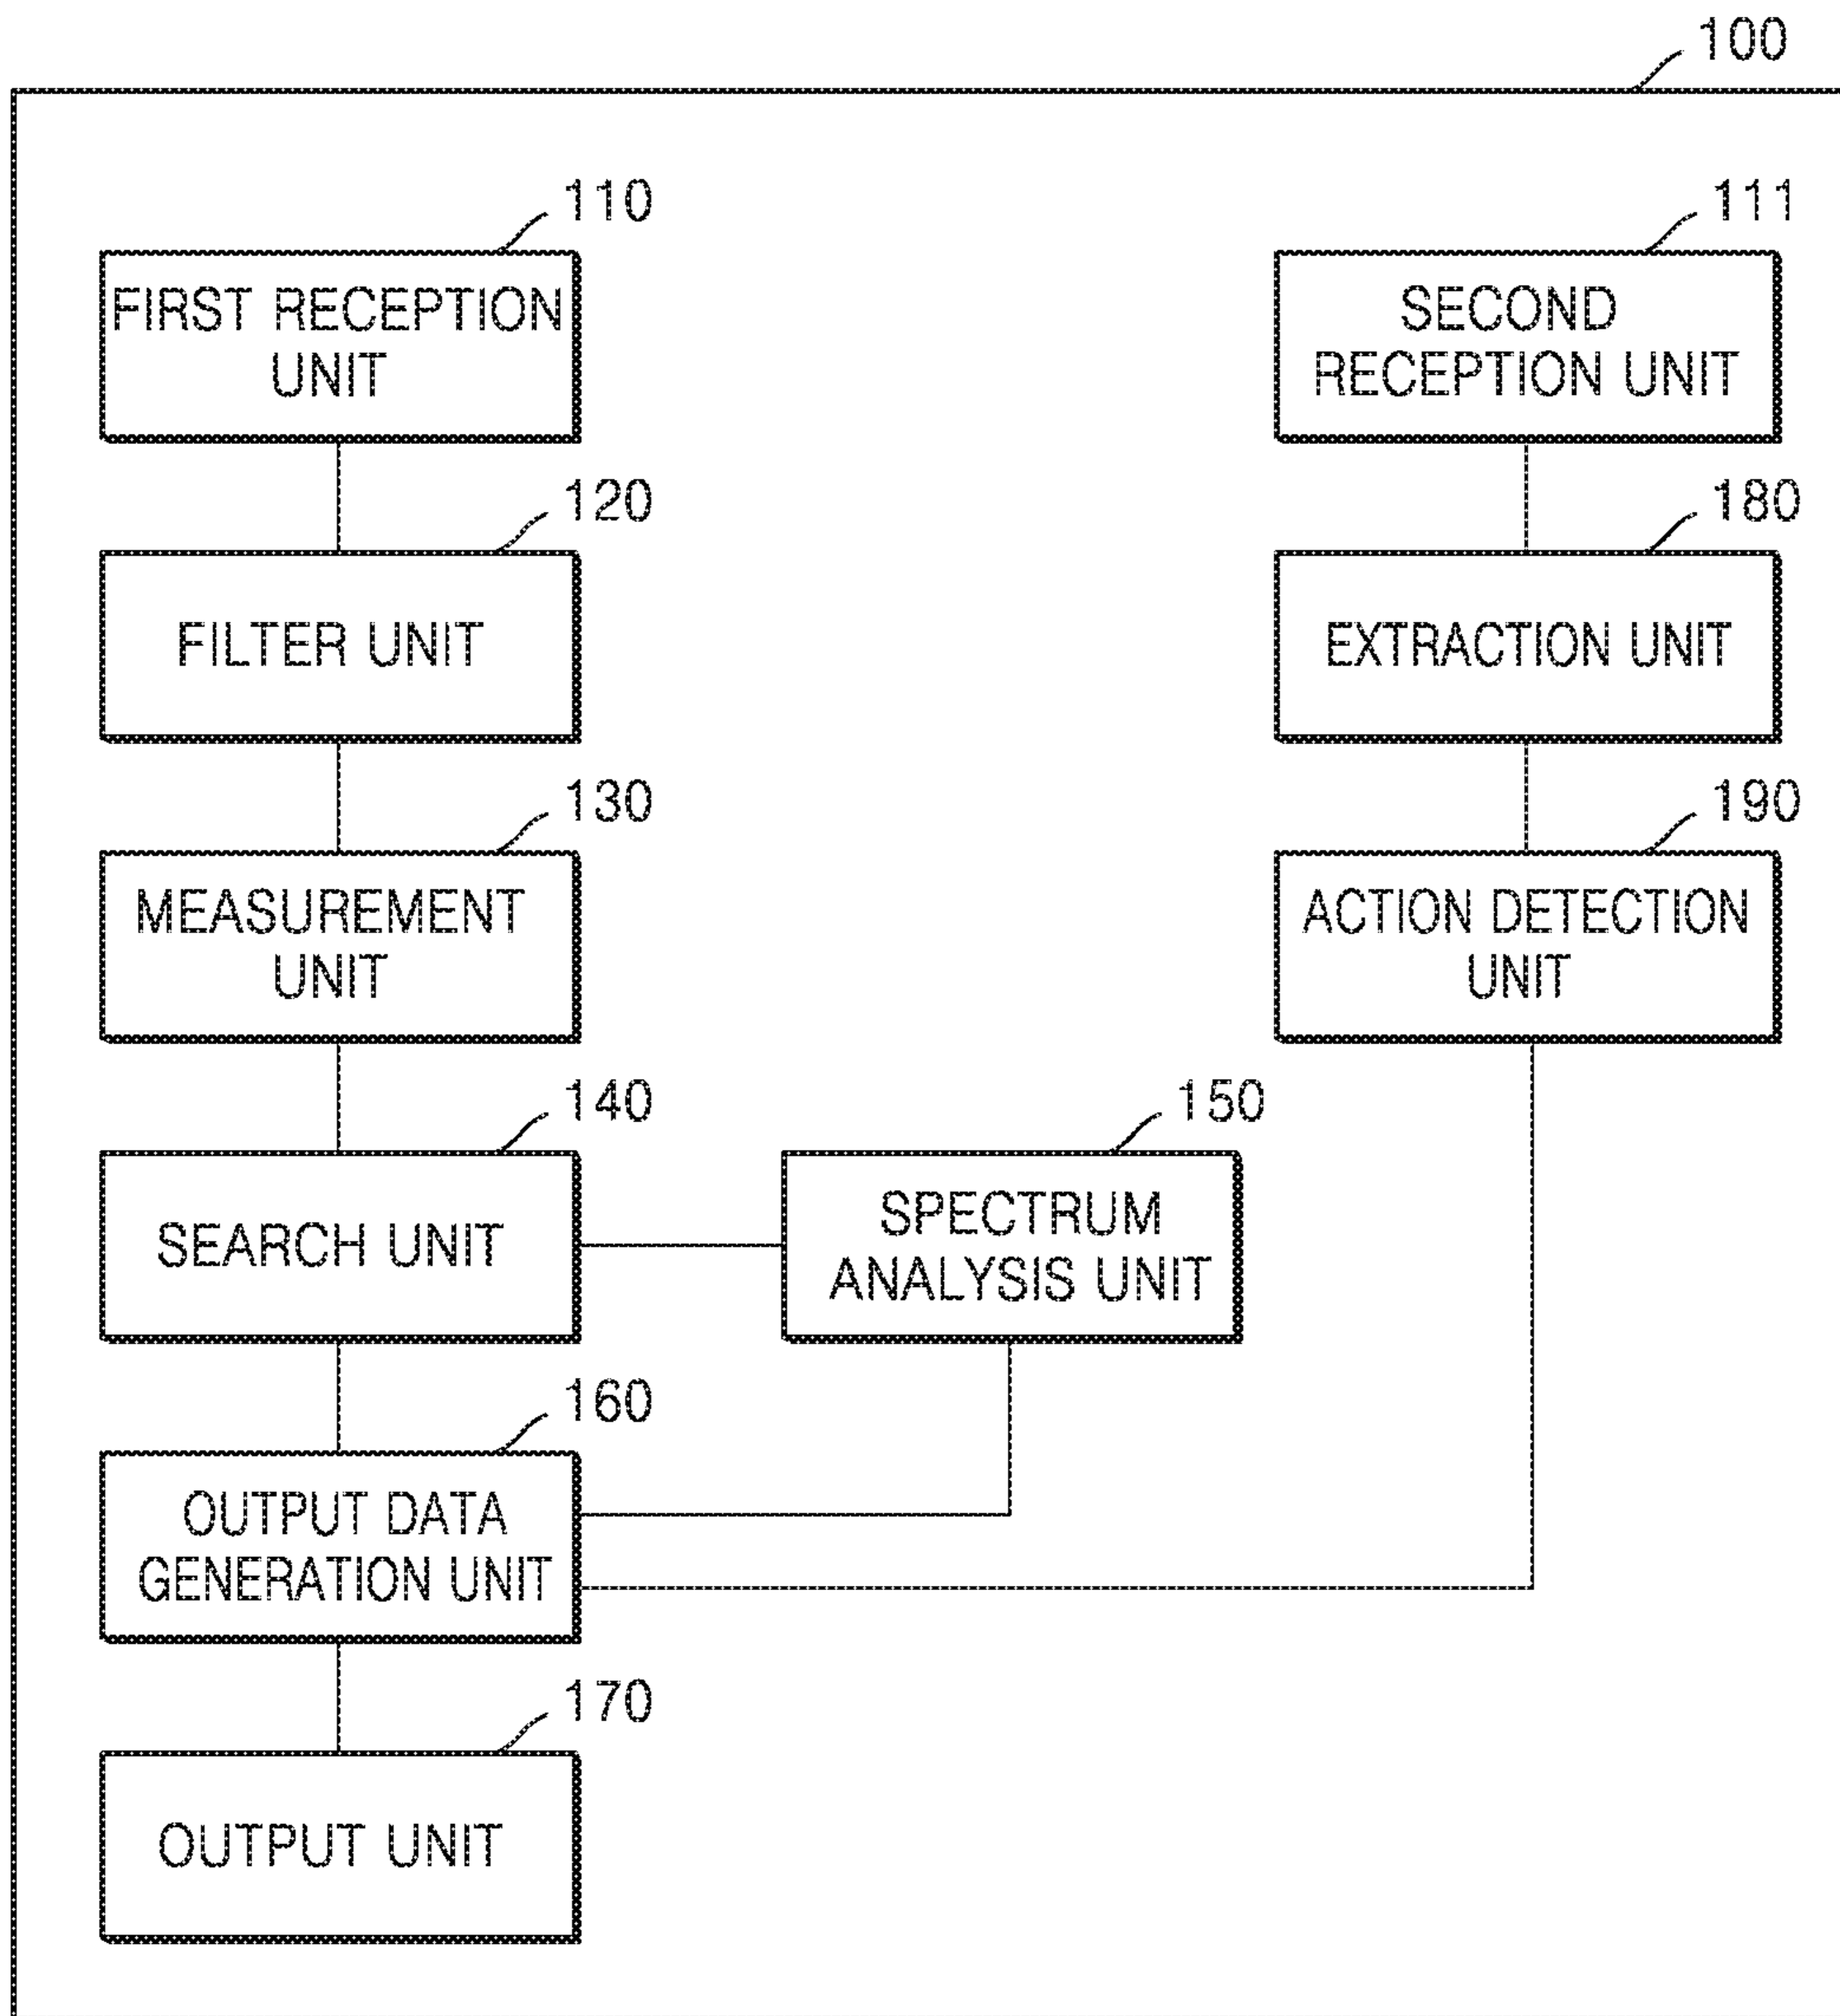 100
110
FIRST RECEPTION
UNIT
120
FILTER UNIT
130
MEASUREMENT
UNIT
140
SEARCH UNIT
150
SPECTRUM
ANALYSIS UNIT
160
OUTPUT DATA
GENERATION UNIT
170
OUTPUT UNIT
111
SECOND
RECEPTION UNIT
180
EXTRACTION UNIT
190
ACTION DETECTION
UNIT